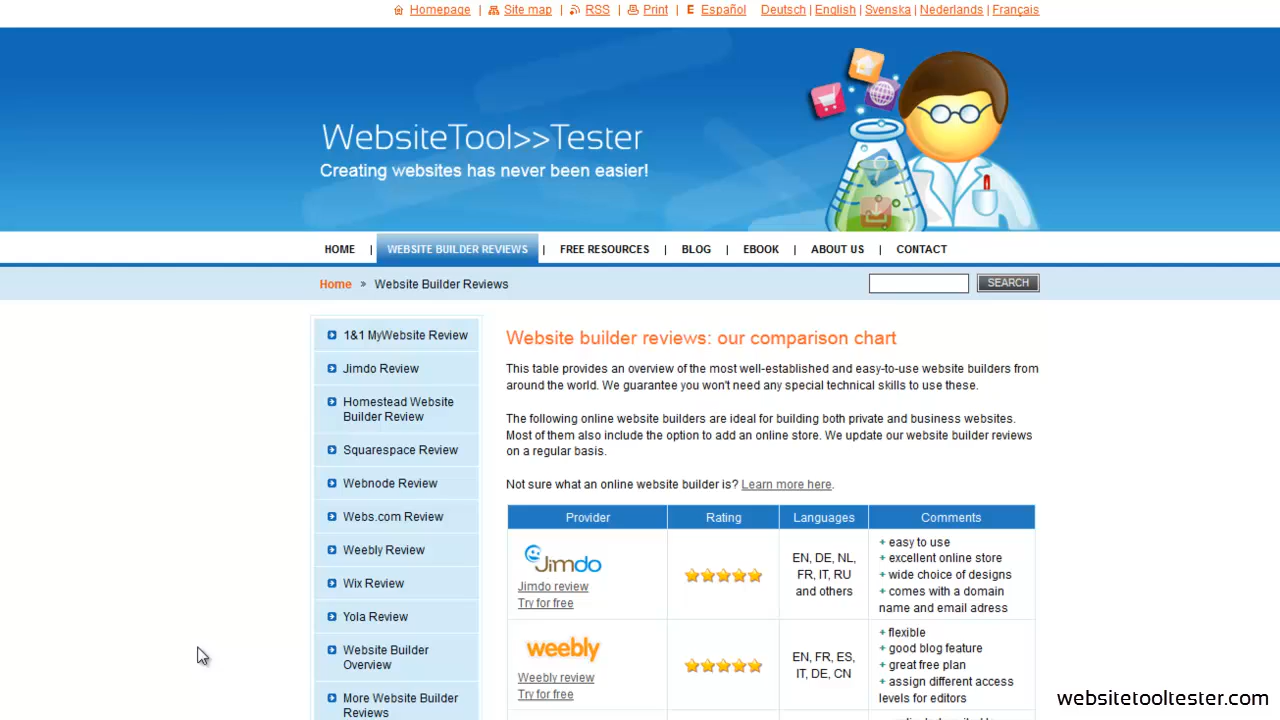 Homepage | Site map | RSS | Print | E Español Deutsch | English | Svenska | Nederlands | Français
WebsiteTool>>Tester
Creating websites has never been easier!
HOME | WEBSITE BUILDER REVIEWS | FREE RESOURCES | BLOG | EBOOK | ABOUT US | CONTACT
Home » Website Builder Reviews
SEARCH
1&1 MyWebsite Review
Jimdo Review
Homestead Website
Builder Review
Squarespace Review
Webnode Review
Webs.com Review
Weebly Review
Wix Review
Yola Review
Website Builder
Overview
More Website Builder
Reviews
Website builder reviews: our comparison chart
This table provides an overview of the most well-established and easy-to-use website builders from
around the world. We guarantee you won't need any special technical skills to use these.
The following online website builders are ideal for building both private and business websites.
Most of them also include the option to add an online store. We update our website builder reviews
on a regular basis.
Not sure what an online website builder is? Learn more here.
Provider Rating Languages Comments
Jimdo
Jimdo review
Try for free
EN, DE, NL,
FR, IT, RU
and others
+ easy to use
+ excellent online store
+ wide choice of designs
+ comes with a domain
name and email adress
weebly
Weebly review
Try for free
EN, FR, ES,
IT, DE, CN
+ flexible
+ good blog feature
+ great free plan
+ assign different access
levels for editors
websitetooltester.com